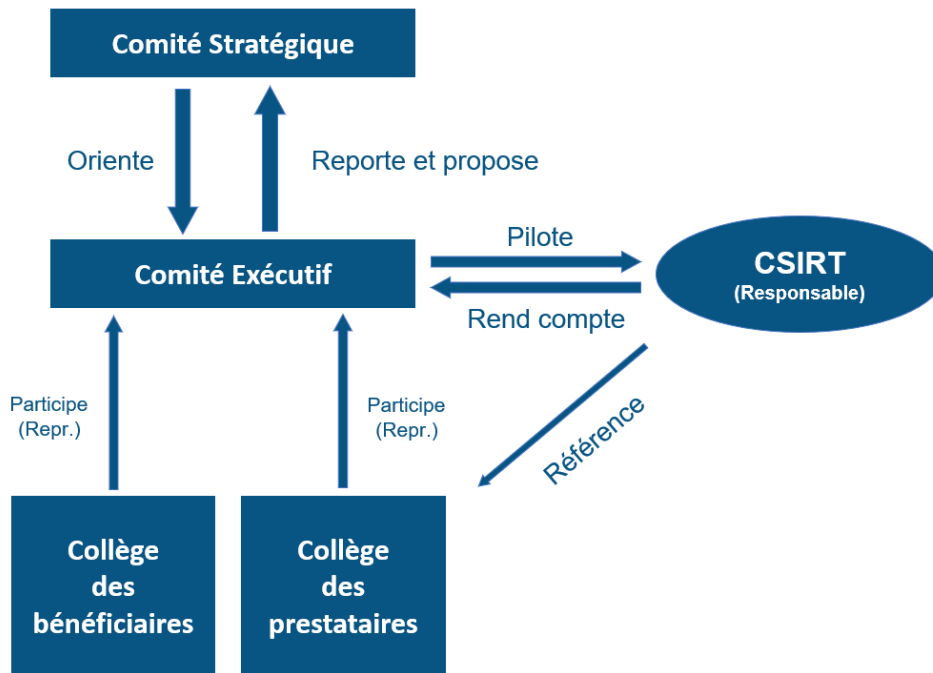 Comité Stratégique
Oriente
Reporte et propose
Comité Exécutif
Pilote
Rend compte
CSIRT
(Responsable)
Participe
(Repr.)
Participe
(Repr.)
Référence
Collège
des
bénéficiaires
Collège
des
prestataires